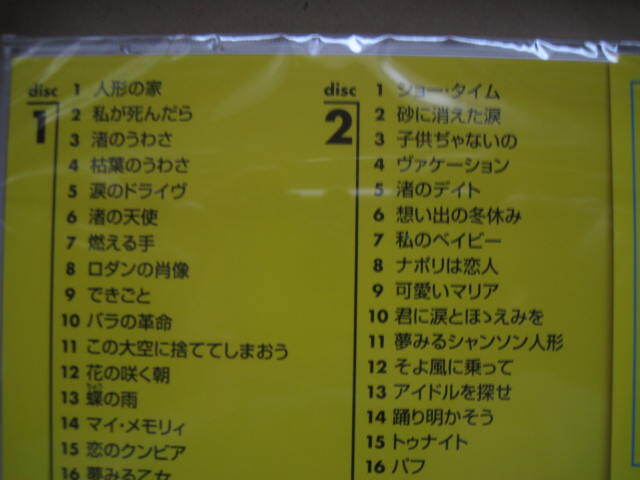 disc
1
1 人形の家
2 私が死んだら
3 渚のうわさ
4 枯葉のうわさ
5 涙のドライヴ
6 渚の天使
7 燃える手
8 ロダンの肖像
9 できごと
10 バラの革命
11 この大空に捨ててしまおう
12 花の咲く朝
13 蝶の雨
14 マイ・メモリィ
15 恋のクンビア
16 夢みる乙女
disc
2
1 ショー・タイム
2 砂に消えた涙
3 子供ぢゃないの
4 ヴァケーション
5 渚のデイト
6 想い出の冬休み
7 私のベイビー
8 ナポリは恋人
9 可愛いマリア
10 君に涙とほゝえみを
11 夢みるシャンソン人形
12 そよ風に乗って
13 アイドルを探せ
14 踊り明かそう
15 トゥナイト
16 パフ